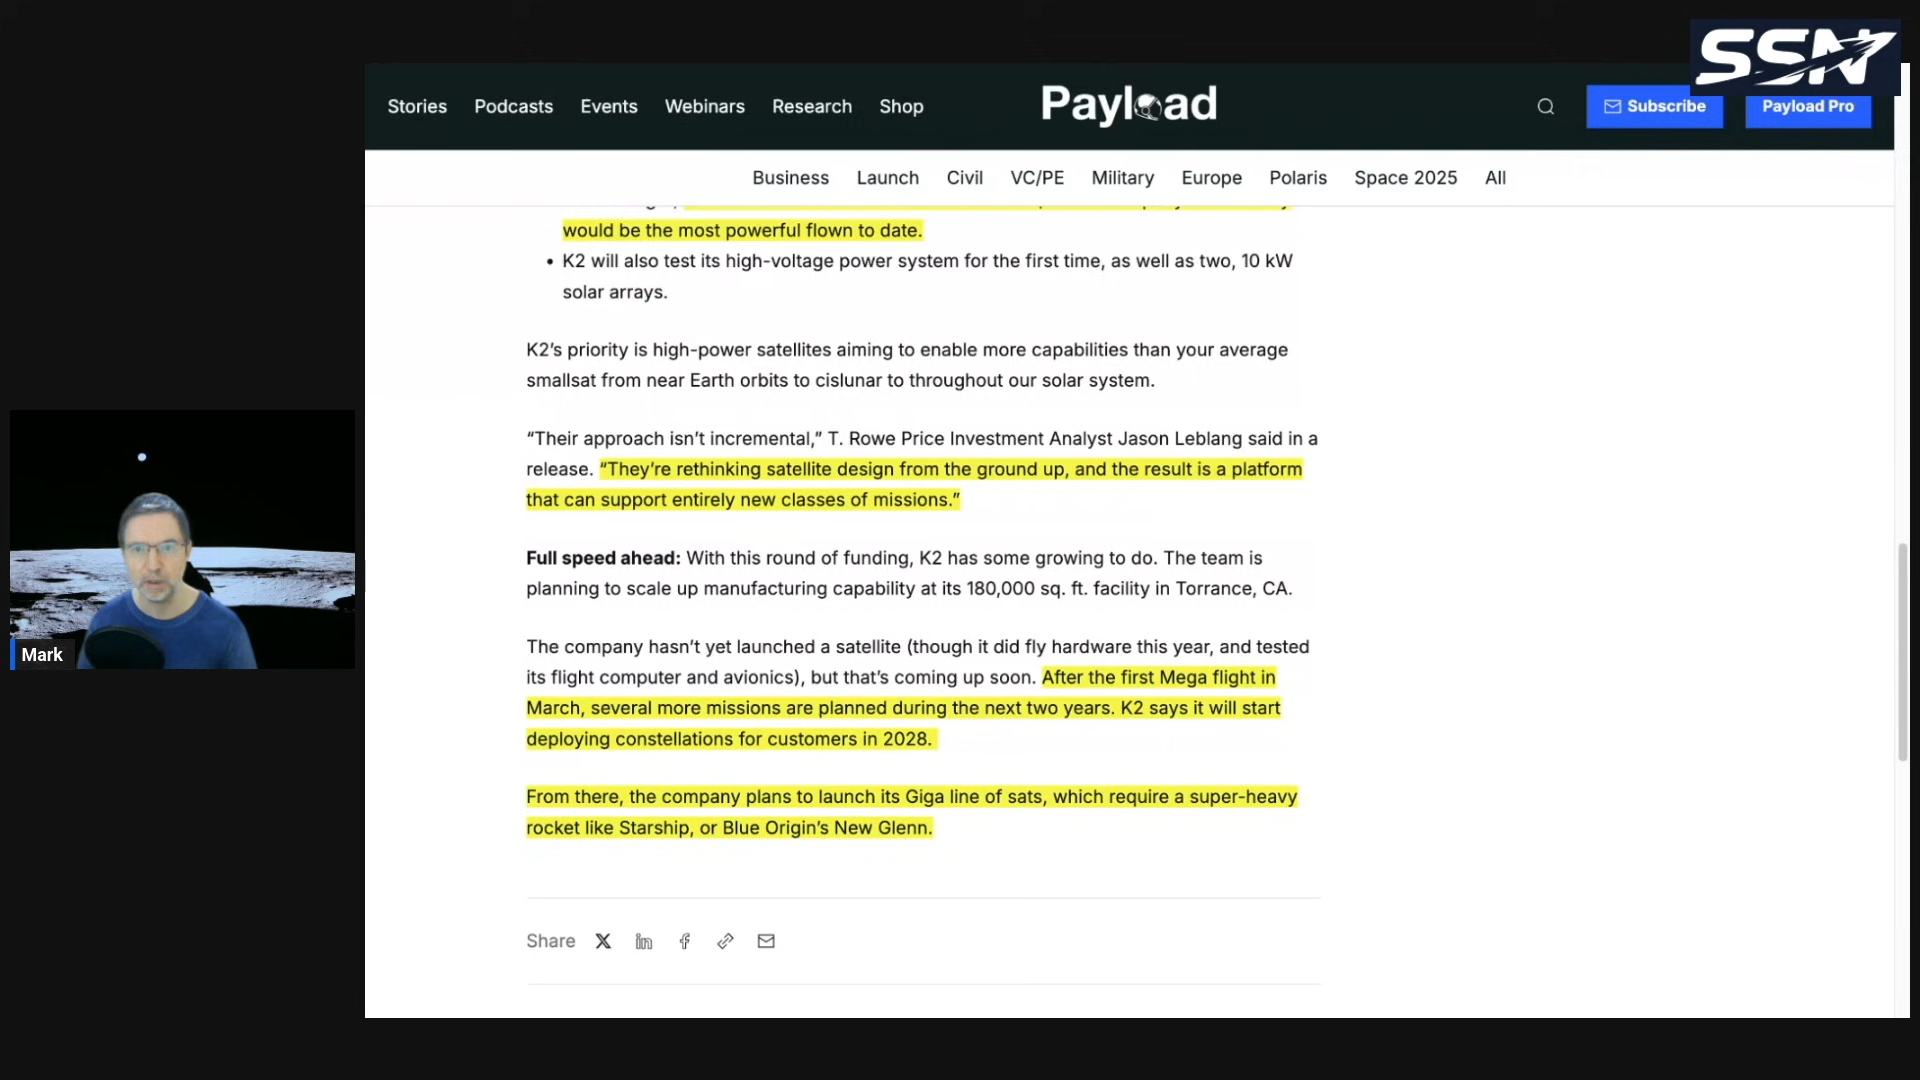 SSN
Stories Podcasts Events Webinars Research Shop
Payload
Subscribe
Payload Pro
Business Launch Civil VC/PE Military Europe Polaris Space 2025 All
would be the most powerful flown to date.
• K2 will also test its high-voltage power system for the first time, as well as two, 10 kW
solar arrays.
K2’s priority is high-power satellites aiming to enable more capabilities than your average
smallsat from near Earth orbits to cislunar to throughout our solar system.
“Their approach isn’t incremental,” T. Rowe Price Investment Analyst Jason Leblang said in a
release. “They’re rethinking satellite design from the ground up, and the result is a platform
that can support entirely new classes of missions.”
Full speed ahead: With this round of funding, K2 has some growing to do. The team is
planning to scale up manufacturing capability at its 180,000 sq. ft. facility in Torrance, CA.
The company hasn’t yet launched a satellite (though it did fly hardware this year, and tested
its flight computer and avionics), but that’s coming up soon. After the first Mega flight in
March, several more missions are planned during the next two years. K2 says it will start
deploying constellations for customers in 2028.
From there, the company plans to launch its Giga line of sats, which require a super-heavy
rocket like Starship, or Blue Origin’s New Glenn.
Share
Mark